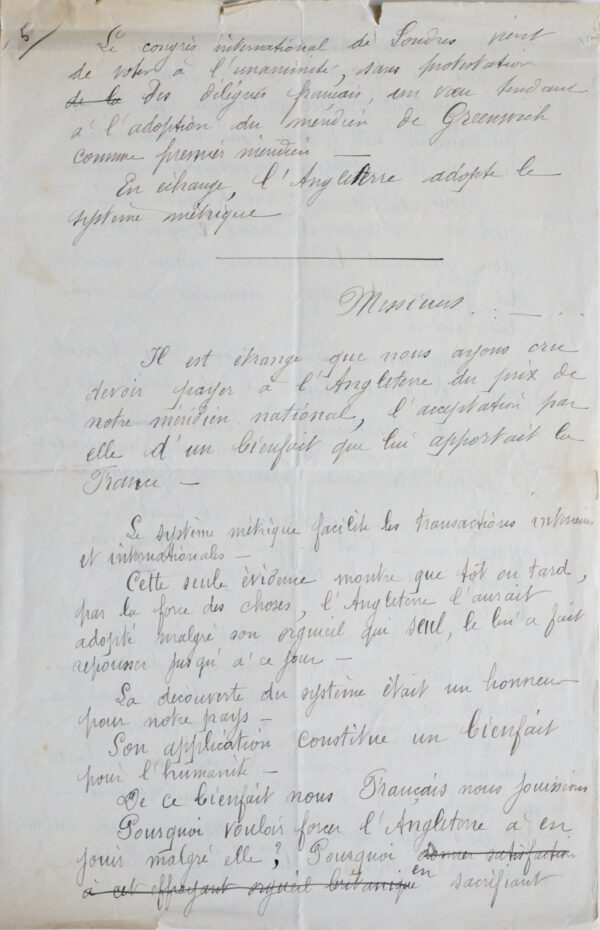 5/
Le congrès international de Londres vient
de voter à l'unanimité, sans protestation
de la des délégués français, un vœu tendant
à l'adoption du méridien de Greenwich
comme premier méridien —
En échange, l'Angleterre adopte le
système métrique
Messieurs . . — . .
Il est étrange que nous ayons cru
devoir payer à l'Angleterre du prix de
notre méridien national, l'acceptation par
elle d'un bienfait que lui apportait la
France —
Le système métrique facilite les transactions intérieures
et internationales —
Cette seule évidence montre que tôt ou tard,
par la force des choses, l'Angleterre l'aurait
adopté malgré son orgueil qui seul, le lui a fait
repousser jusqu'à ce jour —
La découverte du système était un honneur
pour notre pays —
Son application constitue un bienfait
pour l'humanité —
De ce bienfait nous Français nous jouissions
Pourquoi vouloir forcer l'Angleterre à en
jouir malgré elle ? Pourquoi donner satisfaction
à cet effrayant orgueil britanique en sacrifiant